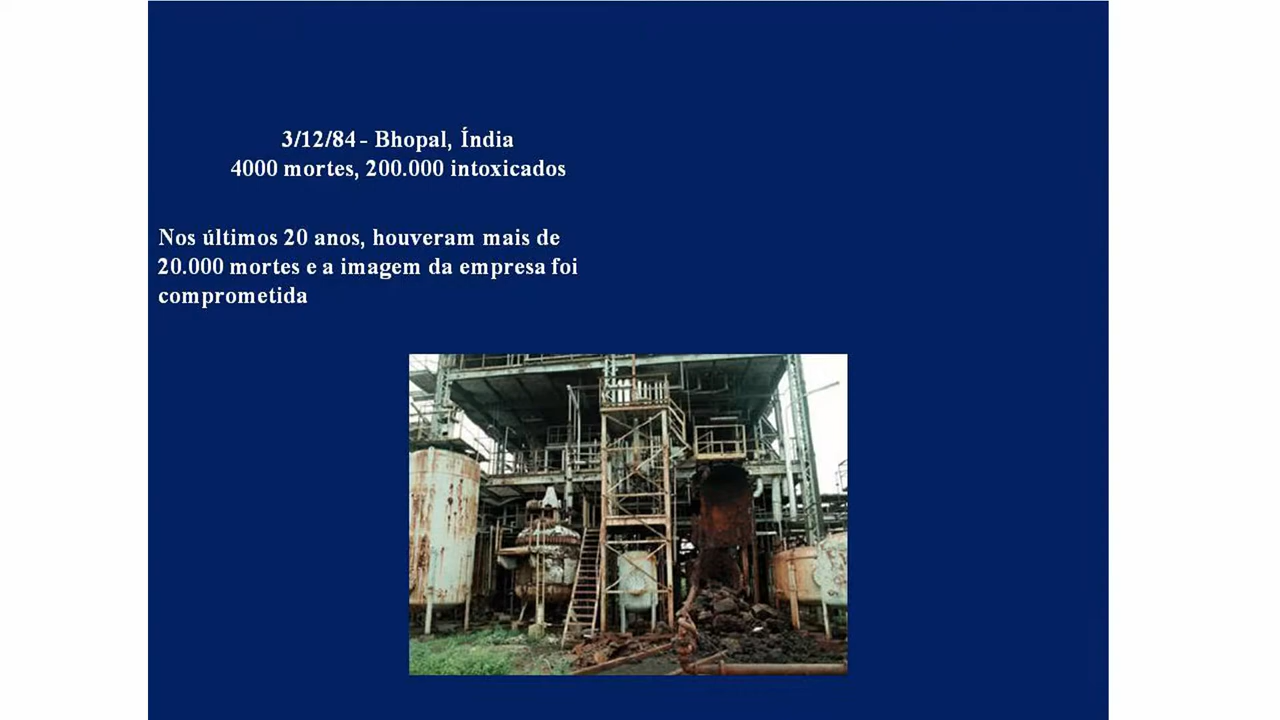 3/12/84 - Bhopal, Índia
4000 mortes, 200.000 intoxicados
Nos últimos 20 anos, houveram mais de
20.000 mortes e a imagem da empresa foi
comprometida